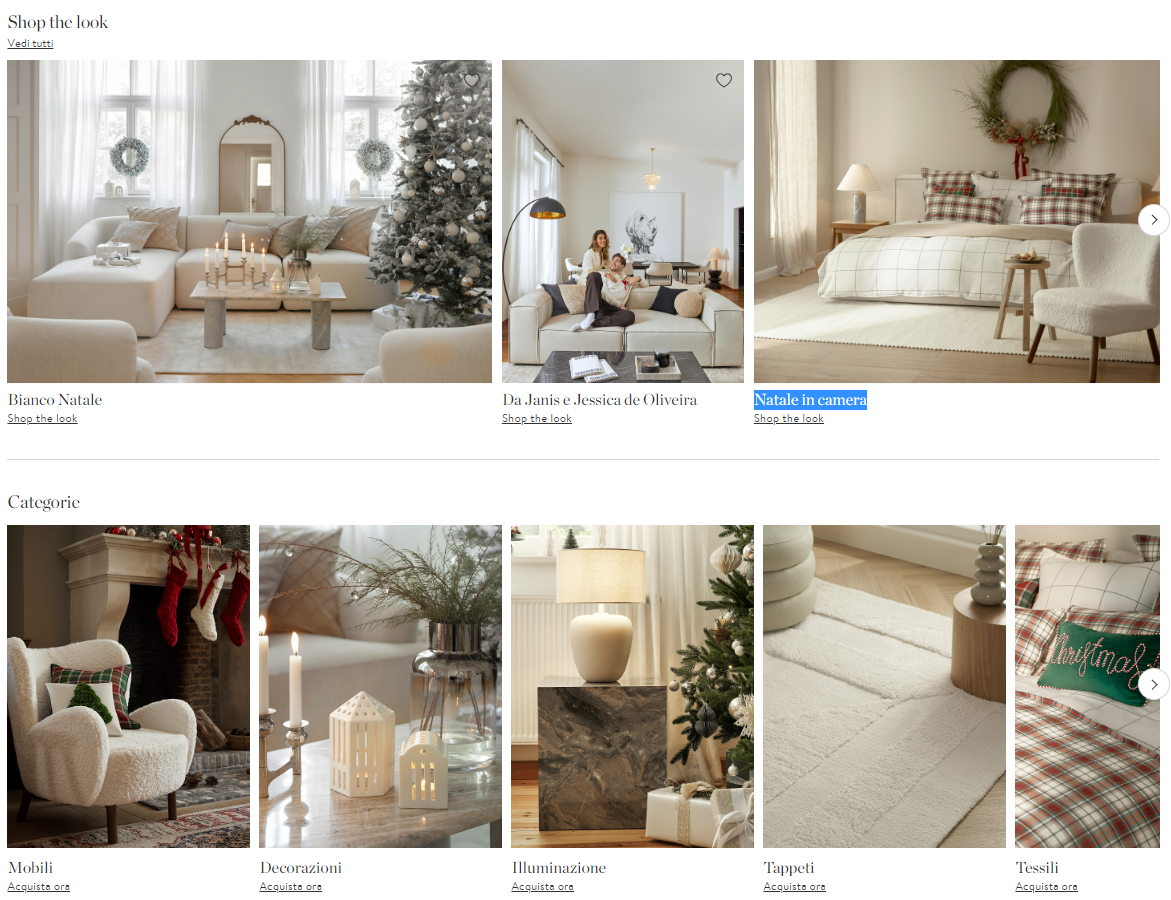 Shop the look
Vedi tutti
Bianco Natale
Shop the look
Da Janis e Jessica de Oliveira
Shop the look
Natale in camera
Shop the look
Categorie
Christmas
Mobili
Acquista ora
Decorazioni
Acquista ora
Illuminazione
Acquista ora
Tappeti
Acquista ora
Tessili
Acquista ora